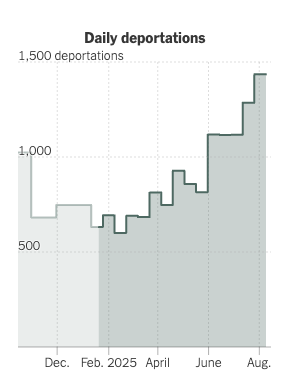 Daily deportations
1,500 deportations
1,000
500
Dec. Feb. 2025 April June Aug.